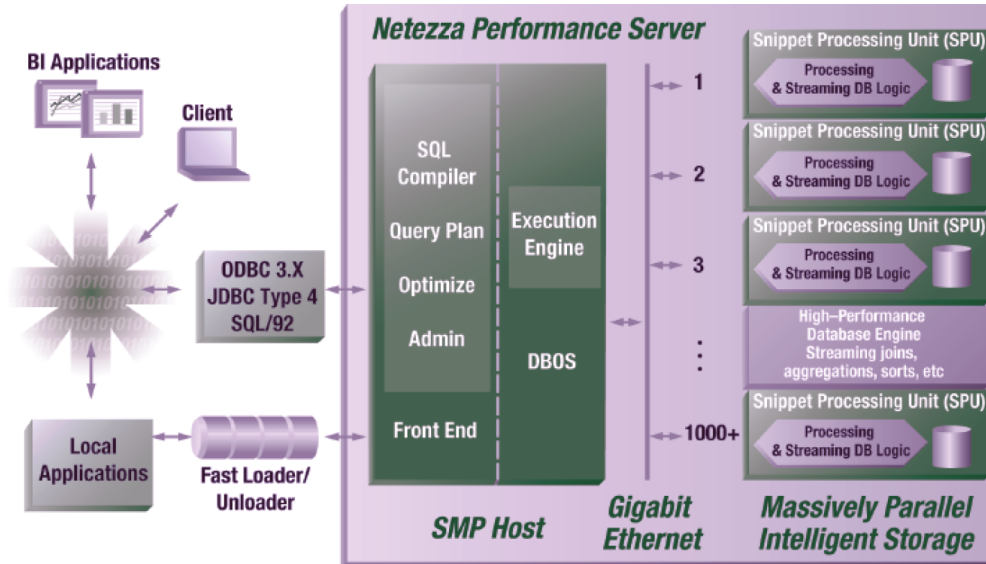 Netezza Performance Server
BI Applications
Client
ODBC 3.X
JDBC Type 4
SQL/92
Local
Applications
Fast Loader/
Unloader
SQL
Compiler
Query Plan
Optimize
Admin
Front End
Execution
Engine
DBOS
SMP Host
1
2
3
1000+
Gigabit
Ethernet
Snippet Processing Unit (SPU)
Processing
& Streaming DB Logic
Snippet Processing Unit (SPU)
Processing
& Streaming DB Logic
Snippet Processing Unit (SPU)
Processing
& Streaming DB Logic
High–Performance
Database Engine
Streaming joins,
aggregations, sorts, etc
Snippet Processing Unit (SPU)
Processing
& Streaming DB Logic
Massively Parallel
Intelligent Storage